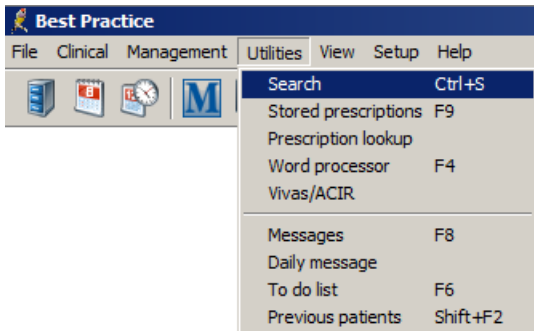 Best Practice
File Clinical Management Utilities View Setup Help
M
Search Ctrl+S
Stored prescriptions F9
Prescription lookup
Word processor F4
Vivas/ACIR
Messages F8
Daily message
To do list F6
Previous patients Shift+F2